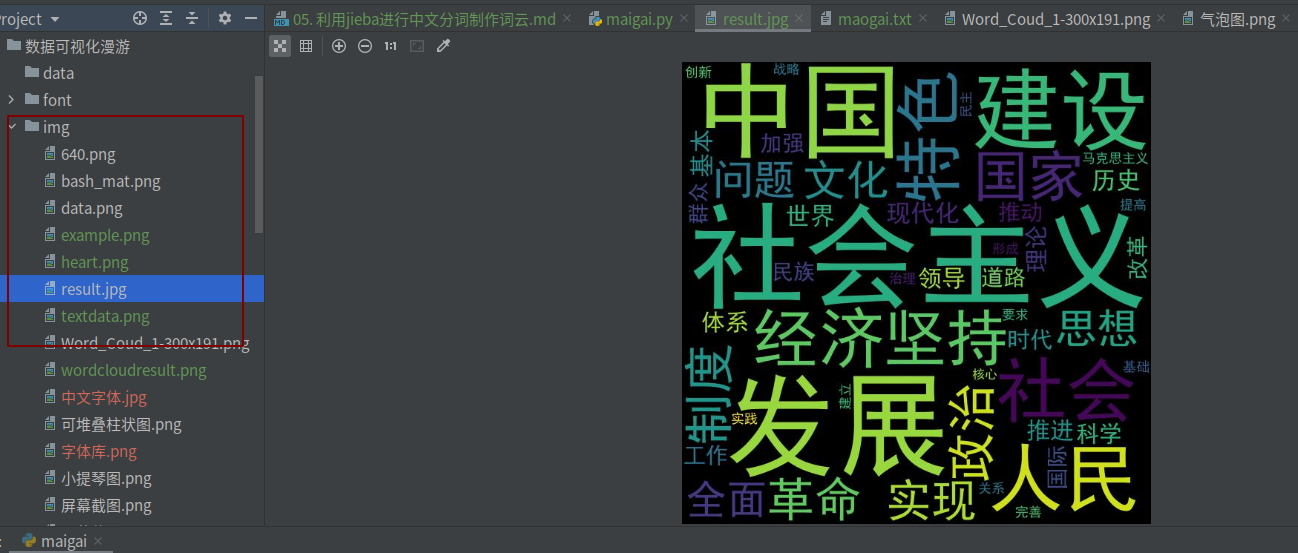 Project
05. 利用jieba进行中文分词制作词云.md
maigai.py
result.jpg
maogai.txt
Word_Coud_1-300x191.png
气泡图.png
数据可视化漫游
data
font
img
640.png
bash_mat.png
data.png
example.png
heart.png
result.jpg
textdata.png
Word_Coud_1-300x191.png
wordcloudresult.png
中文字体.jpg
可堆叠柱状图.png
字体库.png
小提琴图.png
屏幕截图.png
1:1
创新
战略
中国
特色
民主
建设
基本
加强
马克思主义
问题
文化
国家
历史
群众
世界
现代化
推动
提高
社会主义
形成
理论
改革
民族
治理
领导
道路
体系
经济
坚持
要求
时代
思想
制度
发展
建立
核心
社会
基础
实践
政治
推进
科学
工作
国际
人民
全面
革命
实现
关系
完善
maigai